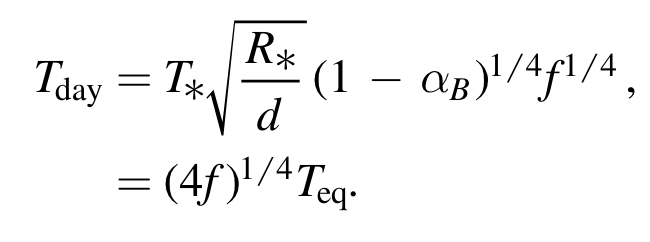 T_day = T_* √(R_*/d) (1 − α_B)^{1/4} f^{1/4} ,
= (4f)^{1/4} T_eq.